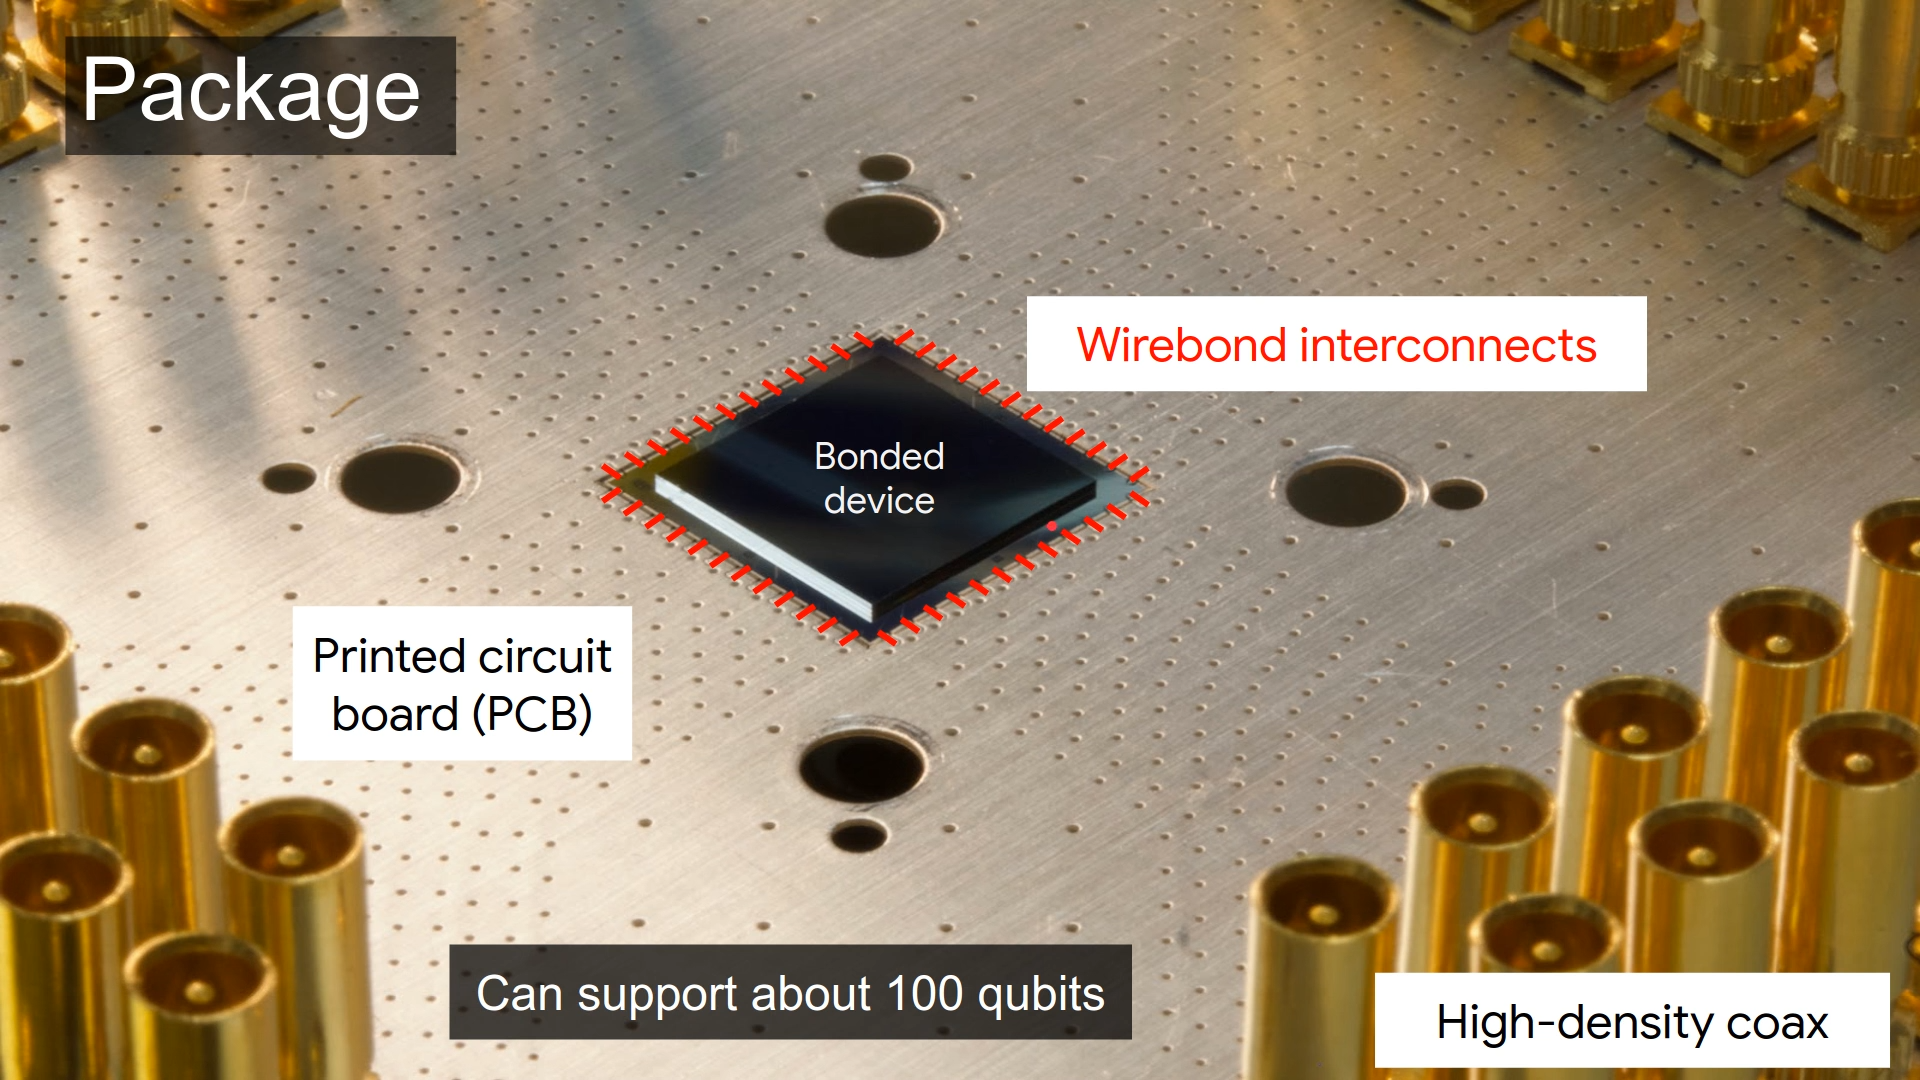 Package
Wirebond interconnects
Bonded
device
Printed circuit
board (PCB)
Can support about 100 qubits
High-density coax